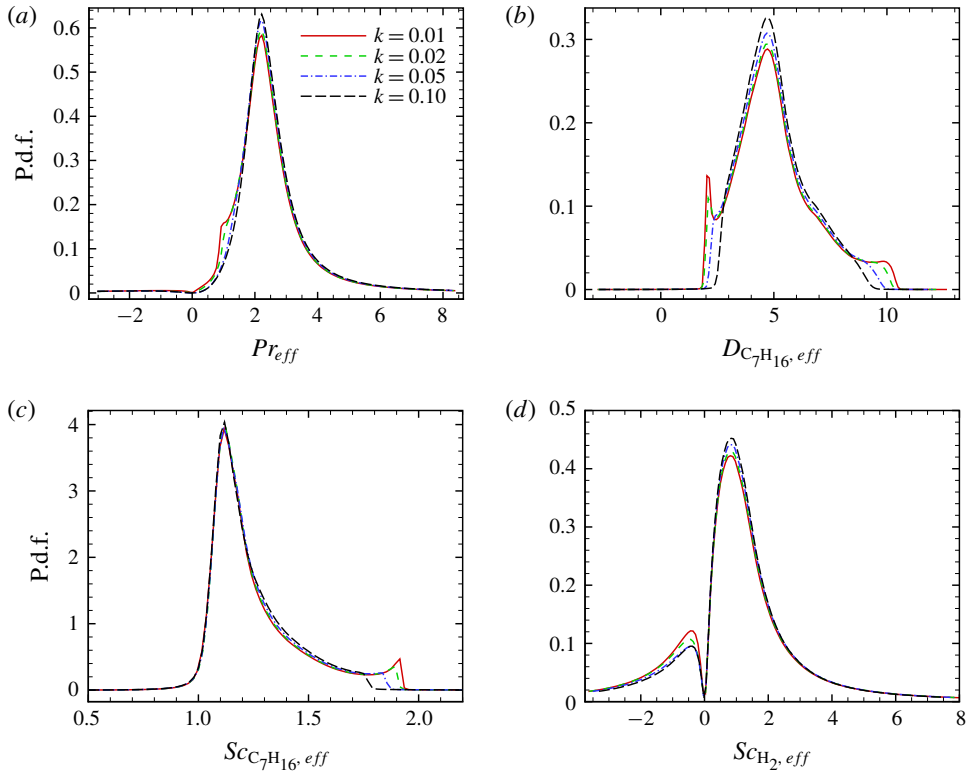 (a)
P.d.f.
0.6
0.5
0.4
0.3
0.2
0.1
0
k = 0.01
k = 0.02
k = 0.05
k = 0.10
−2 0 2 4 6 8
Pr_eff
(b)
0.3
0.2
0.1
0
0 5 10
D_C₇H₁₆, eff
(c)
P.d.f.
4
3
2
1
0
0.5 1.0 1.5 2.0
Sc_C₇H₁₆, eff
(d)
0.5
0.4
0.3
0.2
0.1
0
−2 0 2 4 6 8
Sc_H₂, eff